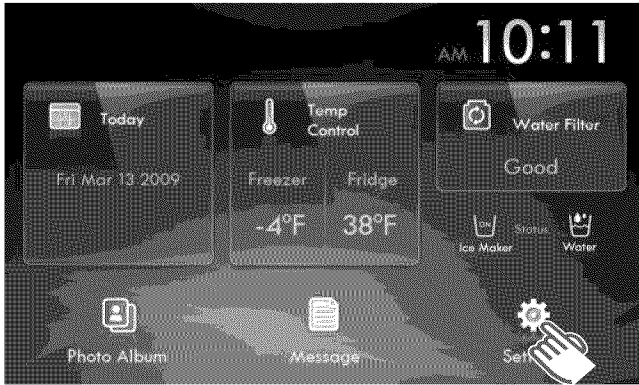 AM 10:11
Today
Temp
Control
Water Filter
Fri Mar 13 2009
Freezer Fridge
Good
-4°F 38°F
ON
Status
Ice Maker Water
Photo Album Message